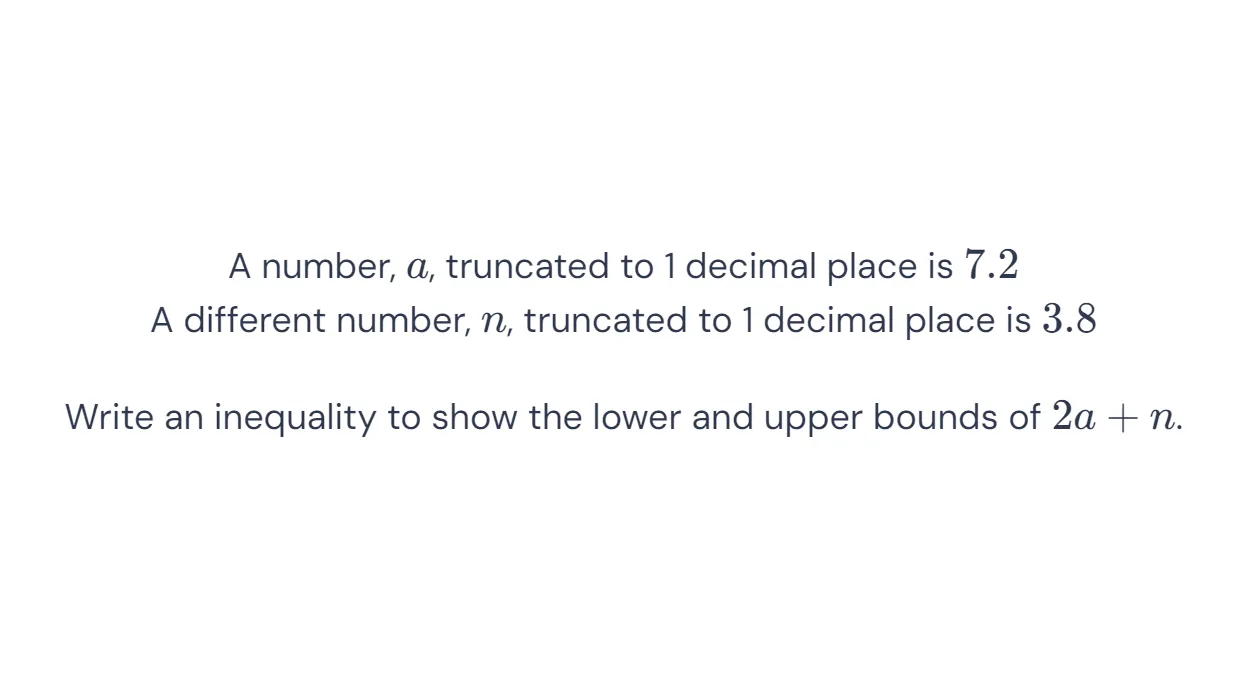 A number, a, truncated to 1 decimal place is 7.2
A different number, n, truncated to 1 decimal place is 3.8
Write an inequality to show the lower and upper bounds of 2a + n.